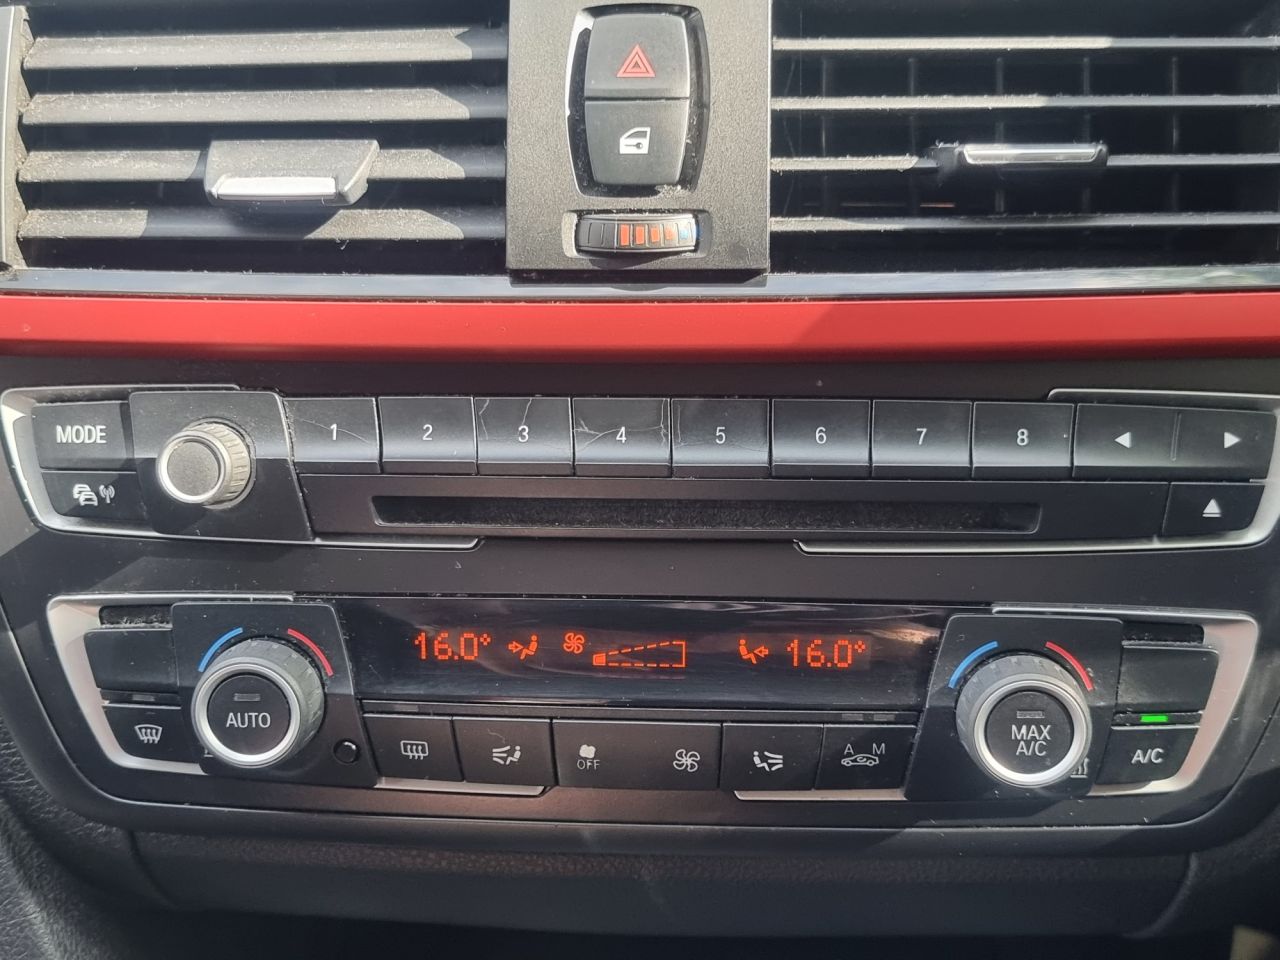 MODE 1 2 3 4 5 6 7 8
16.0° 16.0°
AUTO
OFF
A M
MAX
A/C
A/C